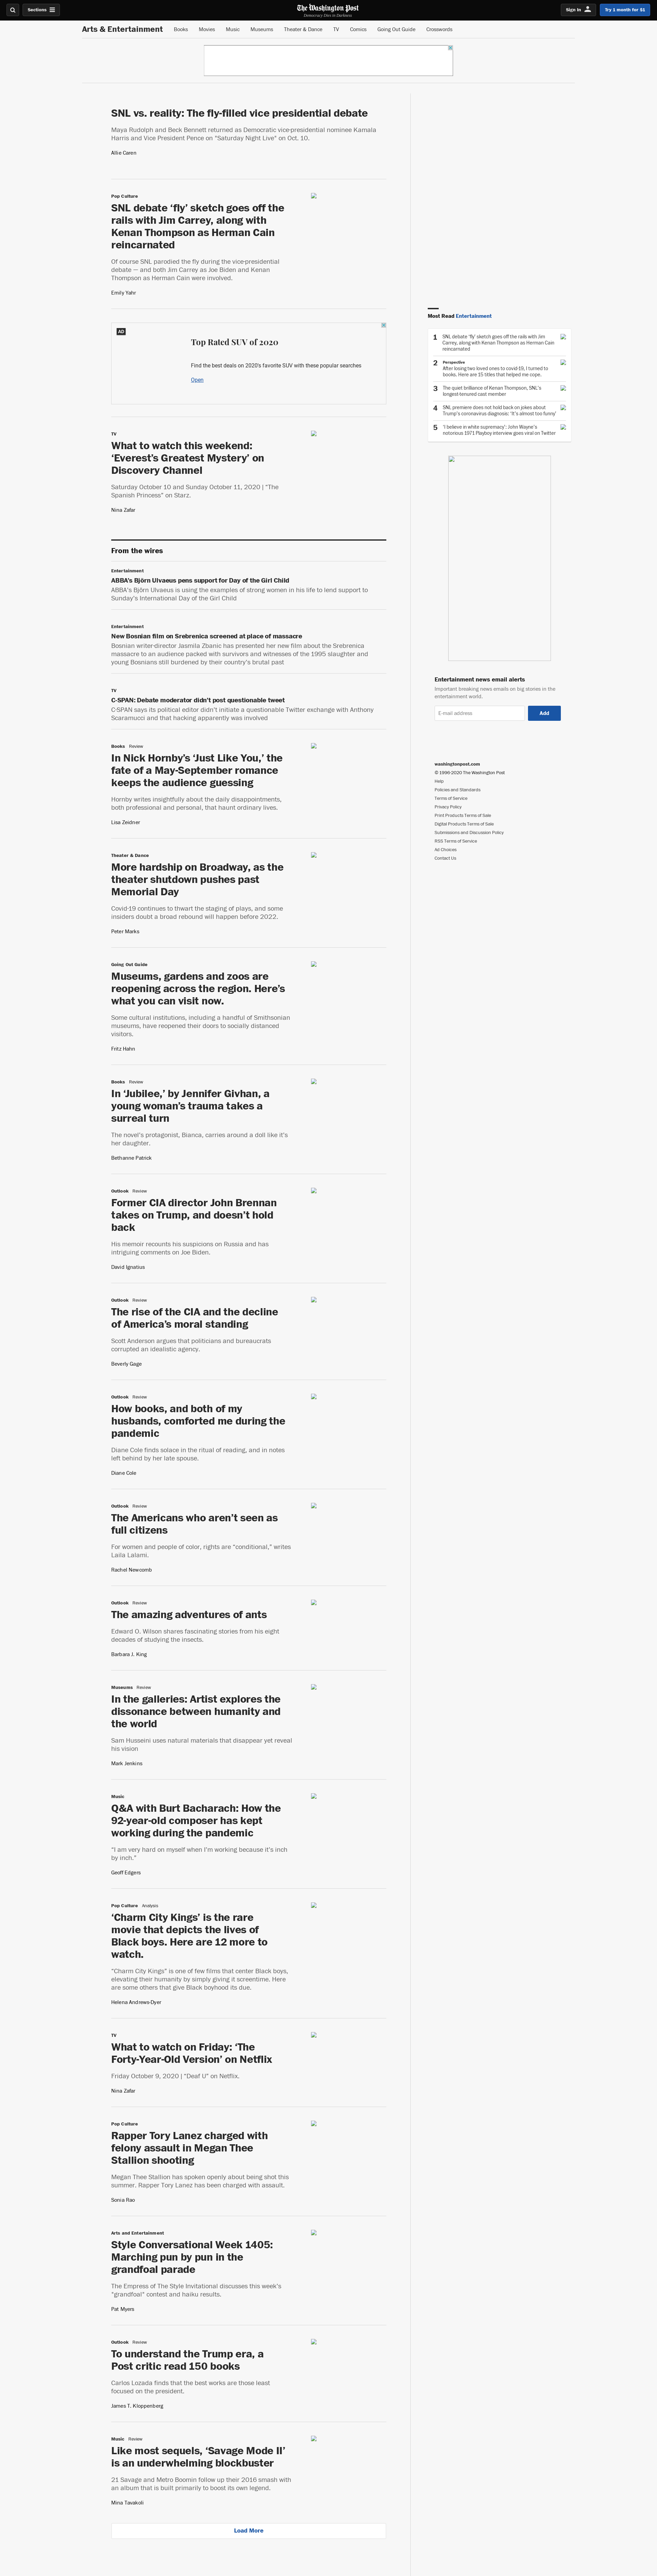 Sections
The Washington Post
Democracy Dies in Darkness
Sign In
Try 1 month for $1
Arts & Entertainment
Books
Movies
Music
Museums
Theater & Dance
TV
Comics
Going Out Guide
Crosswords
SNL vs. reality: The fly-filled vice presidential debate
Maya Rudolph and Beck Bennett returned as Democratic vice-presidential nominee Kamala
Harris and Vice President Pence on "Saturday Night Live" on Oct. 10.
Allie Caren
Pop Culture
SNL debate ‘fly’ sketch goes off the
rails with Jim Carrey, along with
Kenan Thompson as Herman Cain
reincarnated
Of course SNL parodied the fly during the vice-presidential
debate — and both Jim Carrey as Joe Biden and Kenan
Thompson as Herman Cain were involved.
Emily Yahr
AD
Top Rated SUV of 2020
Find the best deals on 2020's favorite SUV with these popular searches
Open
TV
What to watch this weekend:
‘Everest’s Greatest Mystery’ on
Discovery Channel
Saturday October 10 and Sunday October 11, 2020 | “The
Spanish Princess” on Starz.
Nina Zafar
From the wires
Entertainment
ABBA's Björn Ulvaeus pens support for Day of the Girl Child
ABBA's Björn Ulvaeus is using the examples of strong women in his life to lend support to
Sunday's International Day of the Girl Child
Entertainment
New Bosnian film on Srebrenica screened at place of massacre
Bosnian writer-director Jasmila Zbanic has presented her new film about the Srebrenica
massacre to an audience packed with survivors and witnesses of the 1995 slaughter and
young Bosnians still burdened by their country's brutal past
TV
C-SPAN: Debate moderator didn't post questionable tweet
C-SPAN says its political editor didn't initiate a questionable Twitter exchange with Anthony
Scaramucci and that hacking apparently was involved
Books Review
In Nick Hornby’s ‘Just Like You,’ the
fate of a May-September romance
keeps the audience guessing
Hornby writes insightfully about the daily disappointments,
both professional and personal, that haunt ordinary lives.
Lisa Zeidner
Theater & Dance
More hardship on Broadway, as the
theater shutdown pushes past
Memorial Day
Covid-19 continues to thwart the staging of plays, and some
insiders doubt a broad rebound will happen before 2022.
Peter Marks
Going Out Guide
Museums, gardens and zoos are
reopening across the region. Here’s
what you can visit now.
Some cultural institutions, including a handful of Smithsonian
museums, have reopened their doors to socially distanced
visitors.
Fritz Hahn
Books Review
In ‘Jubilee,’ by Jennifer Givhan, a
young woman’s trauma takes a
surreal turn
The novel’s protagonist, Bianca, carries around a doll like it’s
her daughter.
Bethanne Patrick
Outlook Review
Former CIA director John Brennan
takes on Trump, and doesn’t hold
back
His memoir recounts his suspicions on Russia and has
intriguing comments on Joe Biden.
David Ignatius
Outlook Review
The rise of the CIA and the decline
of America’s moral standing
Scott Anderson argues that politicians and bureaucrats
corrupted an idealistic agency.
Beverly Gage
Outlook Review
How books, and both of my
husbands, comforted me during the
pandemic
Diane Cole finds solace in the ritual of reading, and in notes
left behind by her late spouse.
Diane Cole
Outlook Review
The Americans who aren’t seen as
full citizens
For women and people of color, rights are “conditional,” writes
Laila Lalami.
Rachel Newcomb
Outlook Review
The amazing adventures of ants
Edward O. Wilson shares fascinating stories from his eight
decades of studying the insects.
Barbara J. King
Museums Review
In the galleries: Artist explores the
dissonance between humanity and
the world
Sam Husseini uses natural materials that disappear yet reveal
his vision
Mark Jenkins
Music
Q&A with Burt Bacharach: How the
92-year-old composer has kept
working during the pandemic
“I am very hard on myself when I’m working because it’s inch
by inch.”
Geoff Edgers
Pop Culture Analysis
‘Charm City Kings’ is the rare
movie that depicts the lives of
Black boys. Here are 12 more to
watch.
“Charm City Kings” is one of few films that center Black boys,
elevating their humanity by simply giving it screentime. Here
are some others that give Black boyhood its due.
Helena Andrews-Dyer
TV
What to watch on Friday: ‘The
Forty-Year-Old Version’ on Netflix
Friday October 9, 2020 | “Deaf U” on Netflix.
Nina Zafar
Pop Culture
Rapper Tory Lanez charged with
felony assault in Megan Thee
Stallion shooting
Megan Thee Stallion has spoken openly about being shot this
summer. Rapper Tory Lanez has been charged with assault.
Sonia Rao
Arts and Entertainment
Style Conversational Week 1405:
Marching pun by pun in the
grandfoal parade
The Empress of The Style Invitational discusses this week’s
“grandfoal” contest and haiku results.
Pat Myers
Outlook Review
To understand the Trump era, a
Post critic read 150 books
Carlos Lozada finds that the best works are those least
focused on the president.
James T. Kloppenberg
Music Review
Like most sequels, ‘Savage Mode II’
is an underwhelming blockbuster
21 Savage and Metro Boomin follow up their 2016 smash with
an album that is built primarily to boost its own legend.
Mina Tavakoli
Load More
Most Read Entertainment
1 SNL debate ‘fly’ sketch goes off the rails with Jim
Carrey, along with Kenan Thompson as Herman Cain
reincarnated
2 Perspective
After losing two loved ones to covid-19, I turned to
books. Here are 15 titles that helped me cope.
3 The quiet brilliance of Kenan Thompson, SNL’s
longest-tenured cast member
4 SNL premiere does not hold back on jokes about
Trump’s coronavirus diagnosis: ‘It’s almost too funny’
5 ‘I believe in white supremacy’: John Wayne’s
notorious 1971 Playboy interview goes viral on Twitter
Entertainment news email alerts
Important breaking news emails on big stories in the
entertainment world.
E-mail address
Add
washingtonpost.com
© 1996-2020 The Washington Post
Help
Policies and Standards
Terms of Service
Privacy Policy
Print Products Terms of Sale
Digital Products Terms of Sale
Submissions and Discussion Policy
RSS Terms of Service
Ad Choices
Contact Us